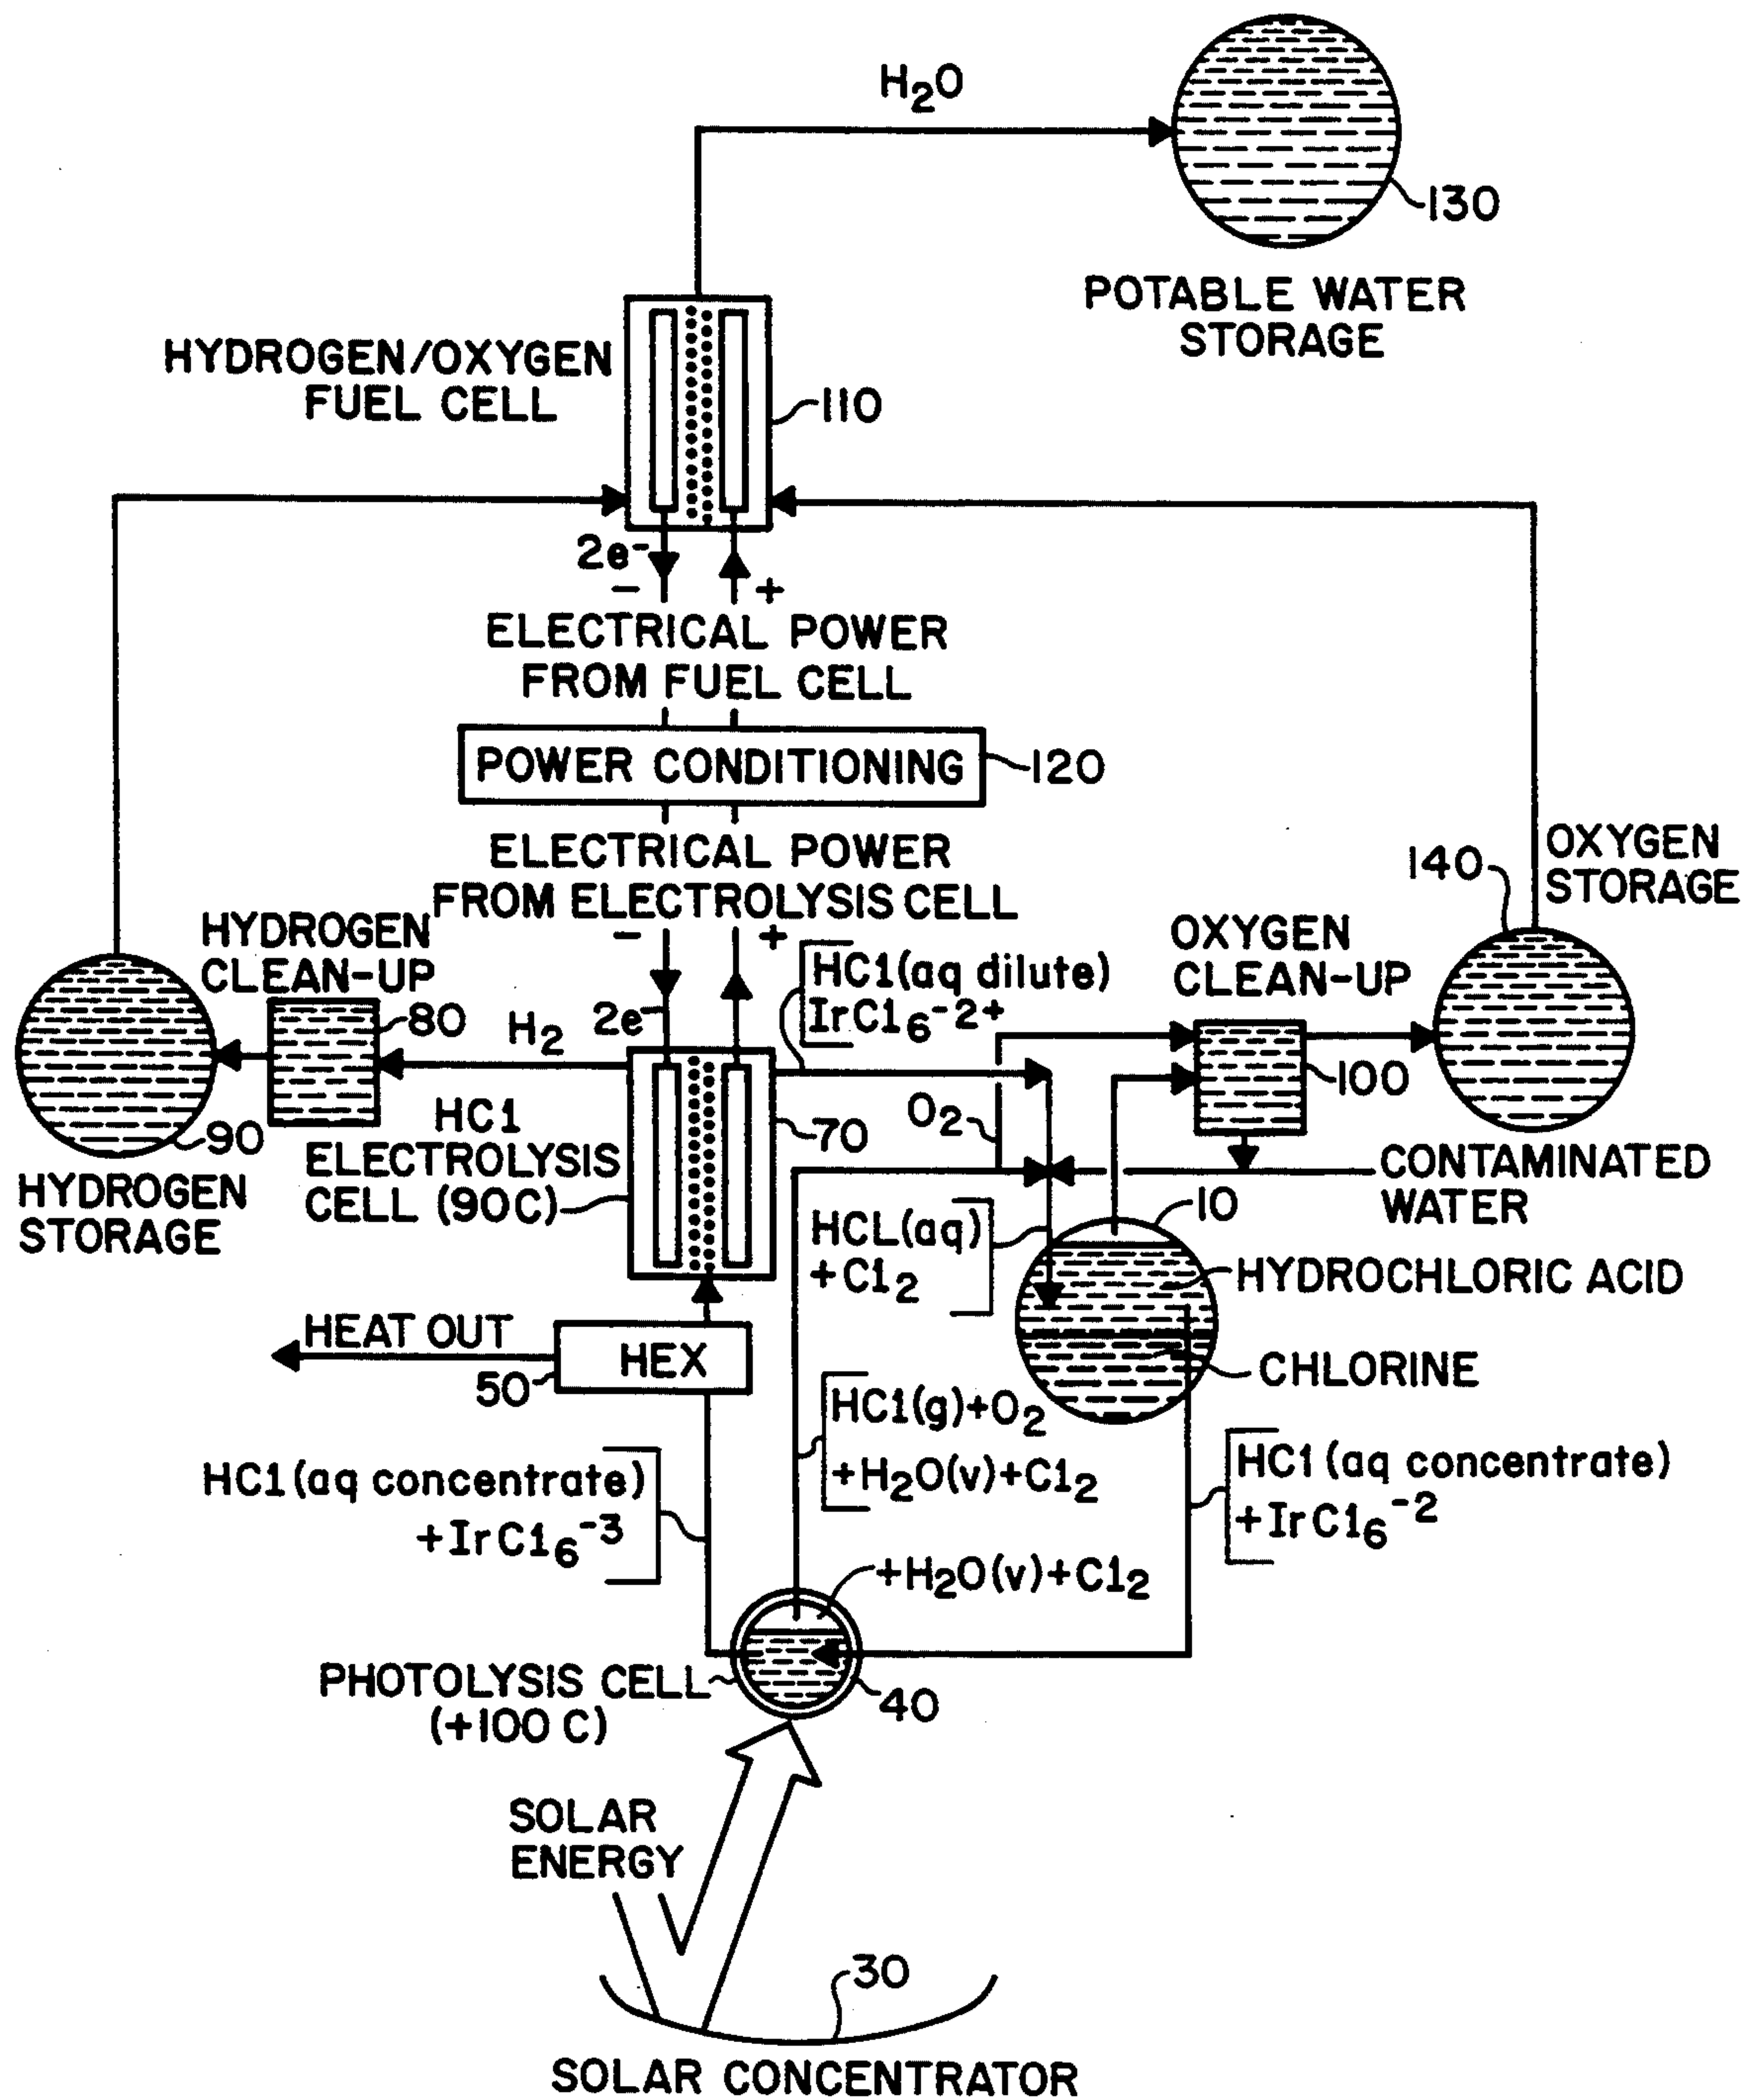 H₂O
130
POTABLE WATER
STORAGE
HYDROGEN/OXYGEN
FUEL CELL
110
2e⁻
−
+
ELECTRICAL POWER
FROM FUEL CELL
POWER CONDITIONING
120
ELECTRICAL POWER
FROM ELECTROLYSIS CELL
−
+
140
OXYGEN
STORAGE
HYDROGEN
CLEAN-UP
80
H₂
2e⁻
HC1(aq dilute)
IrC1₆⁻²⁺
OXYGEN
CLEAN-UP
100
90
HYDROGEN
STORAGE
HC1
ELECTROLYSIS
CELL (90C)
70
O₂
CONTAMINATED
WATER
10
HCL(aq)
+C1₂
HYDROCHLORIC ACID
CHLORINE
HEAT OUT
HEX
50
HC1(g)+O₂
+H₂O(v)+C1₂
HC1(aq concentrate)
+IrC1₆⁻³
HC1(aq concentrate)
+IrC1₆⁻²
+H₂O(v)+C1₂
PHOTOLYSIS CELL
(+100 C)
40
SOLAR
ENERGY
30
SOLAR CONCENTRATOR